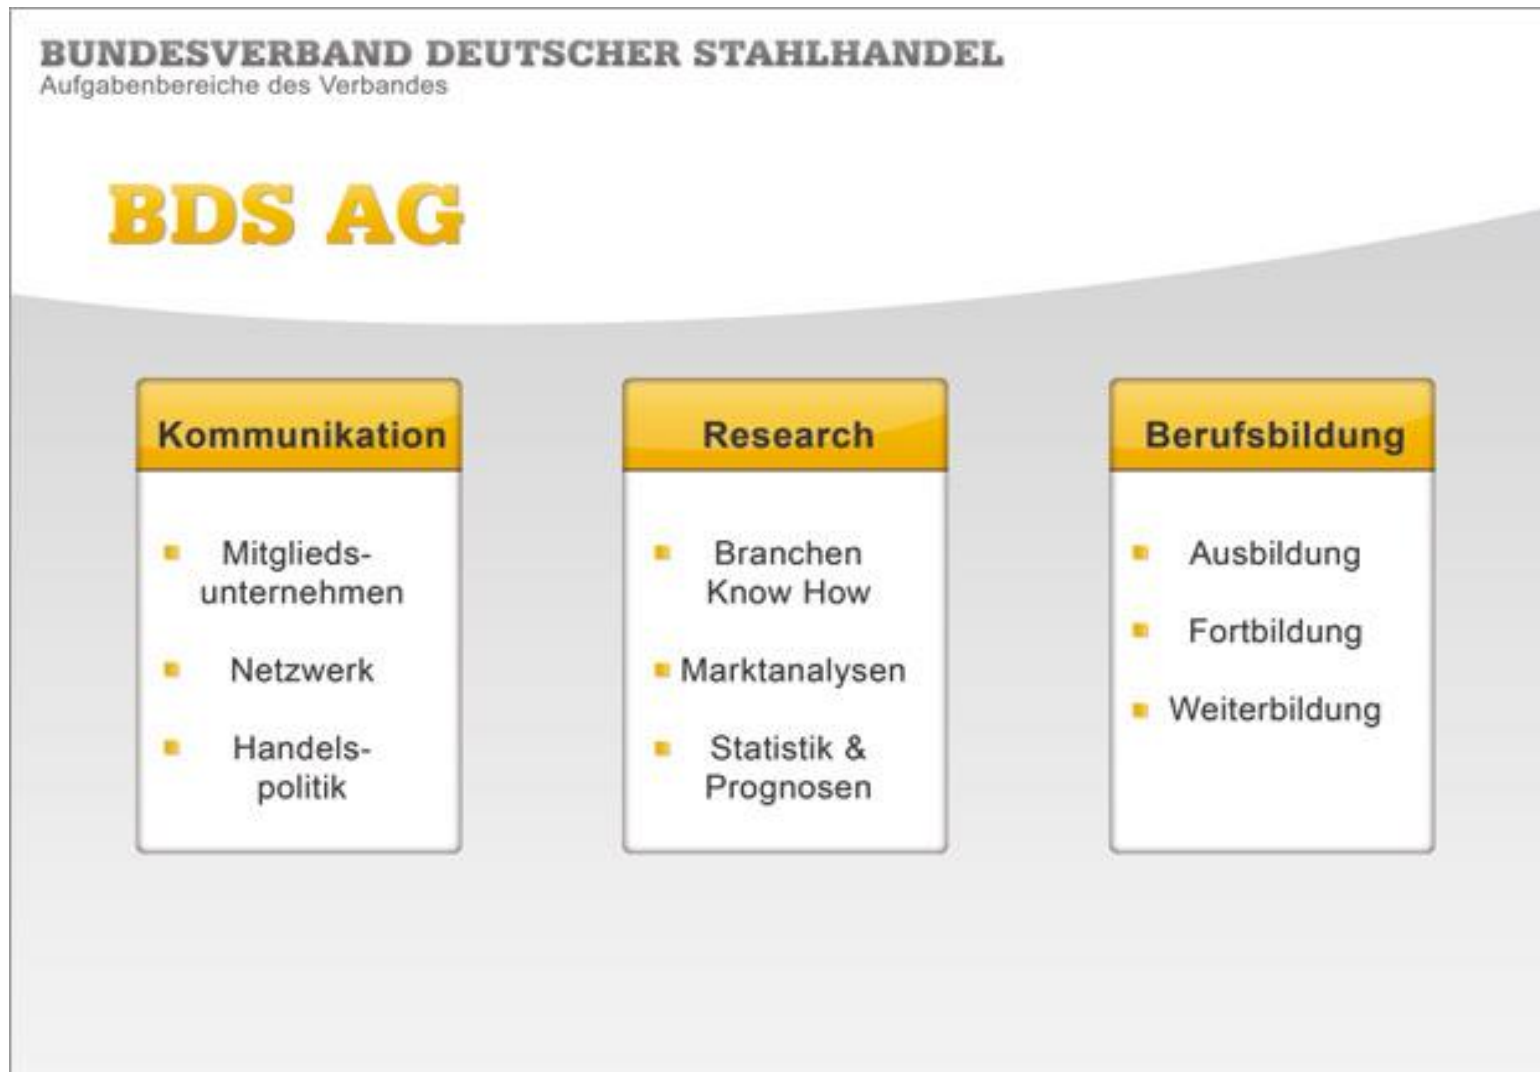 BUNDESVERBAND DEUTSCHER STAHLHANDEL
Aufgabenbereiche des Verbandes
BDS AG
Kommunikation
Mitglieds-
unternehmen
Netzwerk
Handels-
politik
Research
Branchen
Know How
Marktanalysen
Statistik &
Prognosen
Berufsbildung
Ausbildung
Fortbildung
Weiterbildung